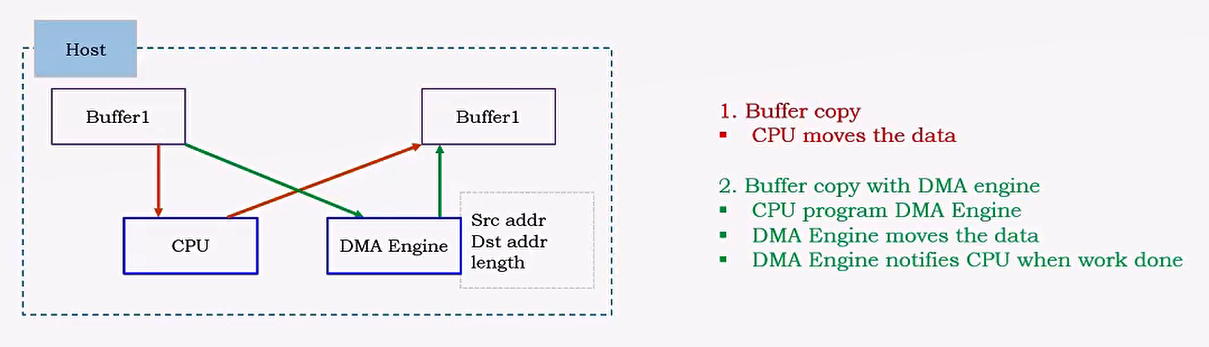 Host
Buffer1
Buffer1
CPU
DMA Engine
Src addr
Dst addr
length
1. Buffer copy
▪ CPU moves the data
2. Buffer copy with DMA engine
▪ CPU program DMA Engine
▪ DMA Engine moves the data
▪ DMA Engine notifies CPU when work done